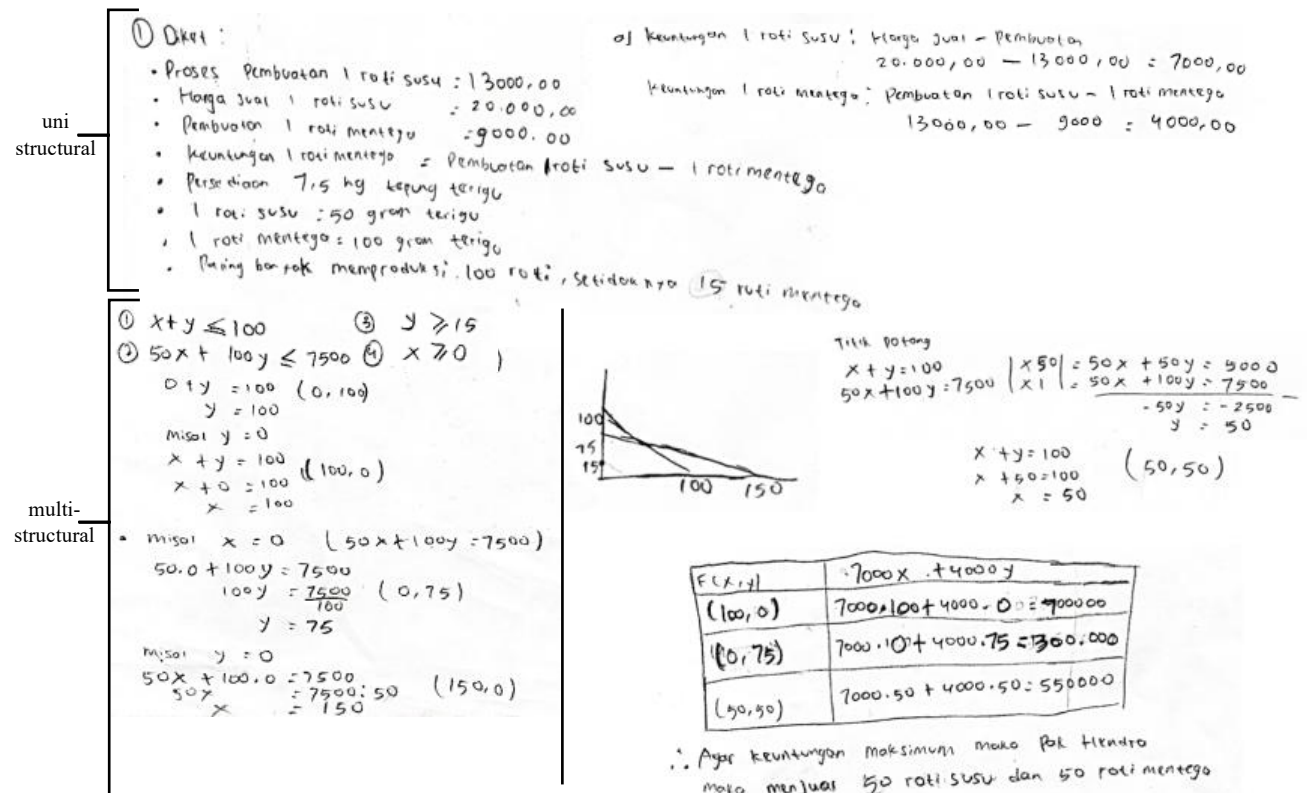 uni
structural
① Diket :
• Proses Pembuatan 1 roti susu : 13000,00
• Harga Jual 1 roti susu : 20.000,00
• Pembuatan 1 roti mentega : 9000.00
• keuntungan 1 roti mentega = Pembuatan 1 roti susu – 1 roti mentega
• Persediaan 7,5 kg tepung terigu
• 1 roti susu : 50 gram terigu
• 1 roti mentega : 100 gram terigu
• Paling banyak memproduksi 100 roti, setidaknya 15 roti mentega
a) keuntungan 1 roti susu : Harga Jual – Pembuatan
20.000,00 – 13000,00 : 7000,00
keuntungan 1 roti mentega : Pembuatan 1 roti susu – 1 roti mentega
13000,00 – 9000 : 4000,00
multi-
structural
① x+y ≤ 100 ③ y ≥ 15
② 50x + 100y ≤ 7500 ④ x ≥ 0 )
0+y = 100 (0,100)
y = 100
misal y = 0
x + y = 100 (100,0)
x + 0 = 100
x = 100
• misal x = 0 (50x+100y = 7500)
50.0 + 100y = 7500
100y = 7500/100 (0,75)
y = 75
misal y = 0
50x + 100.0 = 7500
50x = 7500:50 (150,0)
x = 150
100
75
15
100 150
Titik potong
x + y = 100 |x50| = 50x + 50y = 5000
50x+100y = 7500 |x1| = 50x + 100y = 7500 –
-50y = -2500
y = 50
x + y = 100
x + 50 = 100 (50,50)
x = 50
F(x,y) 7000x + 4000y
(100,0) 7000.100 + 4000.0 = 700000
(0,75) 7000.10 + 4000.75 = 300.000
(50,50) 7000.50 + 4000.50 = 550000
∴ Agar keuntungan maksimum maka Pak Hendro
maka menjuar 50 roti susu dan 50 roti mentega